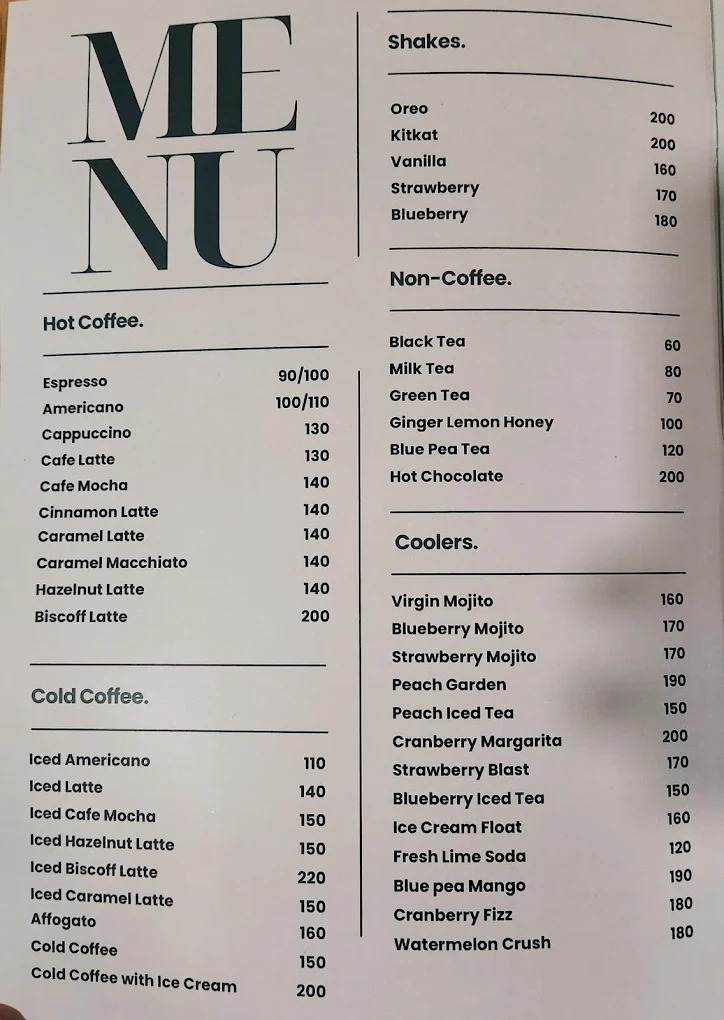 ME
NU
Hot Coffee.
Espresso 90/100
Americano 100/110
Cappuccino 130
Cafe Latte 130
Cafe Mocha 140
Cinnamon Latte 140
Caramel Latte 140
Caramel Macchiato 140
Hazelnut Latte 140
Biscoff Latte 200
Cold Coffee.
Iced Americano 110
Iced Latte 140
Iced Cafe Mocha 150
Iced Hazelnut Latte 150
Iced Biscoff Latte 220
Iced Caramel Latte 150
Affogato 160
Cold Coffee 150
Cold Coffee with Ice Cream 200
Shakes.
Oreo 200
Kitkat 200
Vanilla 160
Strawberry 170
Blueberry 180
Non-Coffee.
Black Tea 60
Milk Tea 80
Green Tea 70
Ginger Lemon Honey 100
Blue Pea Tea 120
Hot Chocolate 200
Coolers.
Virgin Mojito 160
Blueberry Mojito 170
Strawberry Mojito 170
Peach Garden 190
Peach Iced Tea 150
Cranberry Margarita 200
Strawberry Blast 170
Blueberry Iced Tea 150
Ice Cream Float 160
Fresh Lime Soda 120
Blue pea Mango 190
Cranberry Fizz 180
Watermelon Crush 180